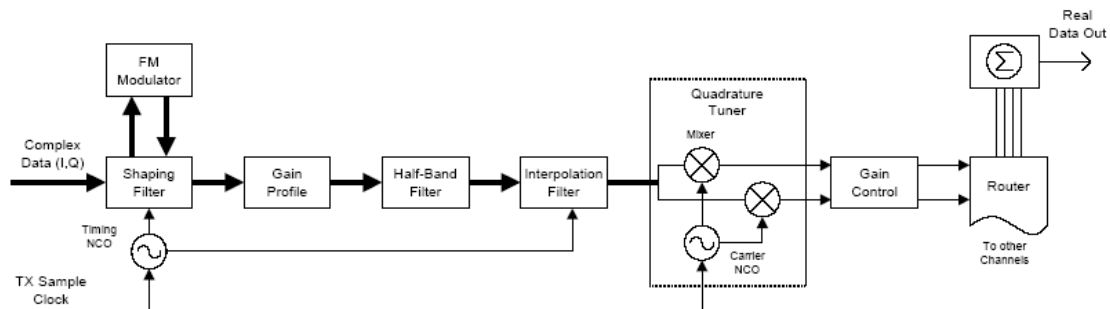 Real
Data Out
FM
Modulator
Σ
Quadrature
Tuner
Mixer
Complex
Data (I,Q)
Shaping
Filter
Gain
Profile
Half-Band
Filter
Interpolation
Filter
Gain
Control
Router
Timing
NCO
Carrier
NCO
To other
Channels
TX Sample
Clock